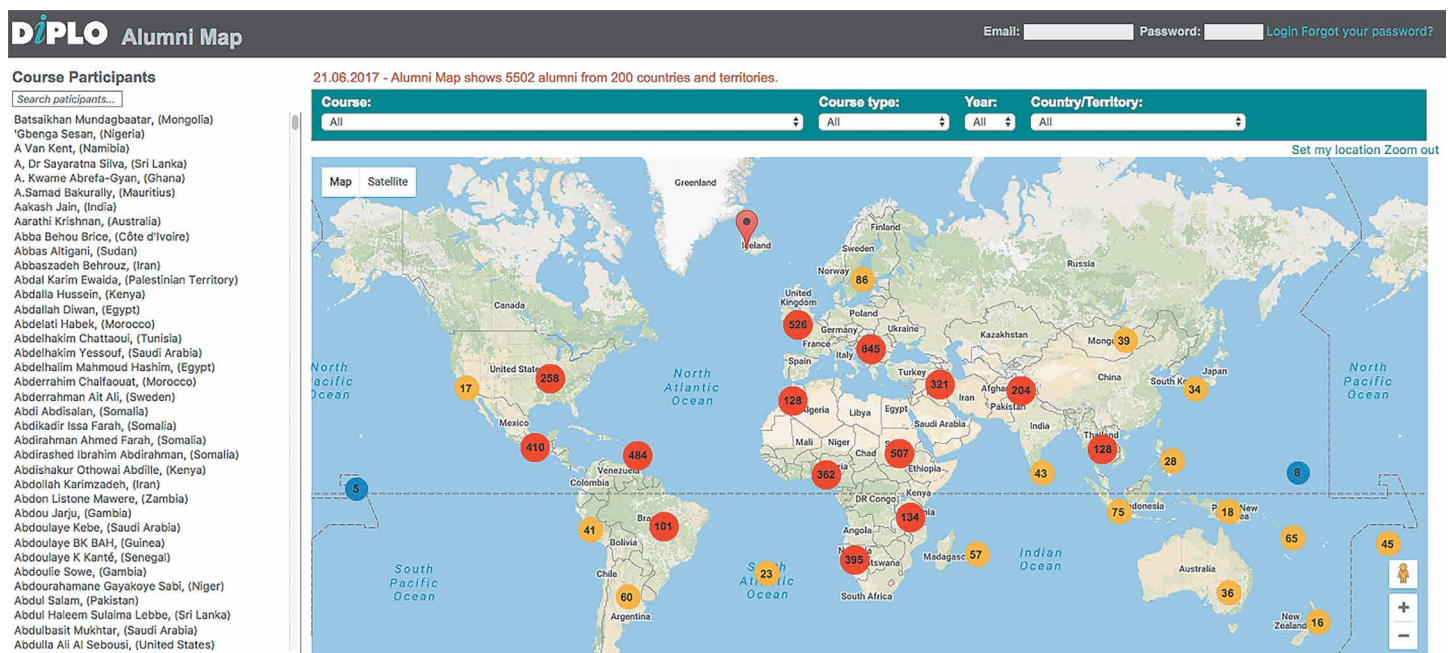 DiPLO Alumni Map
Email:
Password:
Login Forgot your password?
Course Participants
Search paticipants...
Batsaikhan Mundagbaatar, (Mongolia)
'Gbenga Sesan, (Nigeria)
A Van Kent, (Namibia)
A, Dr Sayaratna Silva, (Sri Lanka)
A. Kwame Abrefa-Gyan, (Ghana)
A.Samad Bakurally, (Mauritius)
Aakash Jain, (India)
Aarathi Krishnan, (Australia)
Abba Behou Brice, (Côte d'Ivoire)
Abbas Altigani, (Sudan)
Abbaszadeh Behrouz, (Iran)
Abdal Karim Ewaida, (Palestinian Territory)
Abdalla Hussein, (Kenya)
Abdallah Diwan, (Egypt)
Abdelati Habek, (Morocco)
Abdelhakim Chattaoui, (Tunisia)
Abdelhakim Yessouf, (Saudi Arabia)
Abdelhalim Mahmoud Hashim, (Egypt)
Abderrahim Chalfaouat, (Morocco)
Abderrahman Ait Ali, (Sweden)
Abdi Abdisalan, (Somalia)
Abdikadir Issa Farah, (Somalia)
Abdirahman Ahmed Farah, (Somalia)
Abdirashed Ibrahim Abdirahman, (Somalia)
Abdishakur Othowai Abdille, (Kenya)
Abdollah Karimzadeh, (Iran)
Abdon Listone Mawere, (Zambia)
Abdou Jarju, (Gambia)
Abdoulaye Kebe, (Saudi Arabia)
Abdoulaye BK BAH, (Guinea)
Abdoulaye K Kanté, (Senegal)
Abdoulie Sowe, (Gambia)
Abdourahamane Gayakoye Sabi, (Niger)
Abdul Salam, (Pakistan)
Abdul Haleem Sulaima Lebbe, (Sri Lanka)
Abdulbasit Mukhtar, (Saudi Arabia)
Abdulla Ali Al Sebousi, (United States)
21.06.2017 - Alumni Map shows 5502 alumni from 200 countries and territories.
Course:
All
Course type:
All
Year:
All
Country/Territory:
All
Set my location Zoom out
Map Satellite
Greenland
Finland
Sweden
Norway
86
Russia
Canada
United
Kingdom
526
Poland
Germany
Ukraine
France
845
Italy
Spain
Kazakhstan
39
North
Pacific
Ocean
17
258
North
Atlantic
Ocean
Turkey
321
128
Libya
Egypt
Iran
204
Pakistan
China
34
Japan
North
Pacific
Ocean
Mexico
410
484
Venezuela
Colombia
Mali
Niger
Chad
Saudi Arabia
362
507
Ethiopia
India
43
Thailand
128
28
5
8
41
101
Bolivia
DR Congo
Kenya
134
Angola
75
18
65
45
Chile
395
Madagasc
57
Indian
Ocean
South
Pacific
Ocean
23
60
Argentina
South Africa
Australia
36
New
Zealand
16
+
−